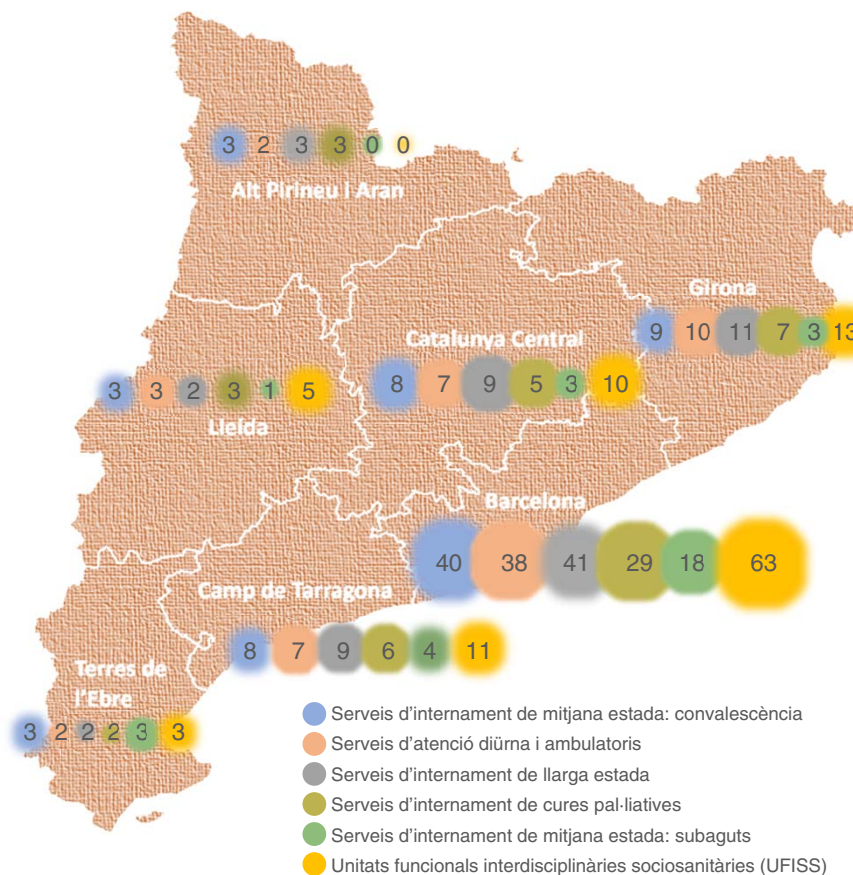 3 2 3 3 0 0
Alt Pirineu i Aran
Girona
9 10 11 7 3 13
Catalunya Central
8 7 9 5 3 10
3 3 2 3 1 5
Lleida
Barcelona
40 38 41 29 18 63
Camp de Tarragona
8 7 9 6 4 11
Terres de
l'Ebre
3 2 2 2 3 3
Serveis d'internament de mitjana estada: convalescència
Serveis d'atenció diürna i ambulatoris
Serveis d'internament de llarga estada
Serveis d'internament de cures pal·liatives
Serveis d'internament de mitjana estada: subaguts
Unitats funcionals interdisciplinàries sociosanitàries (UFISS)